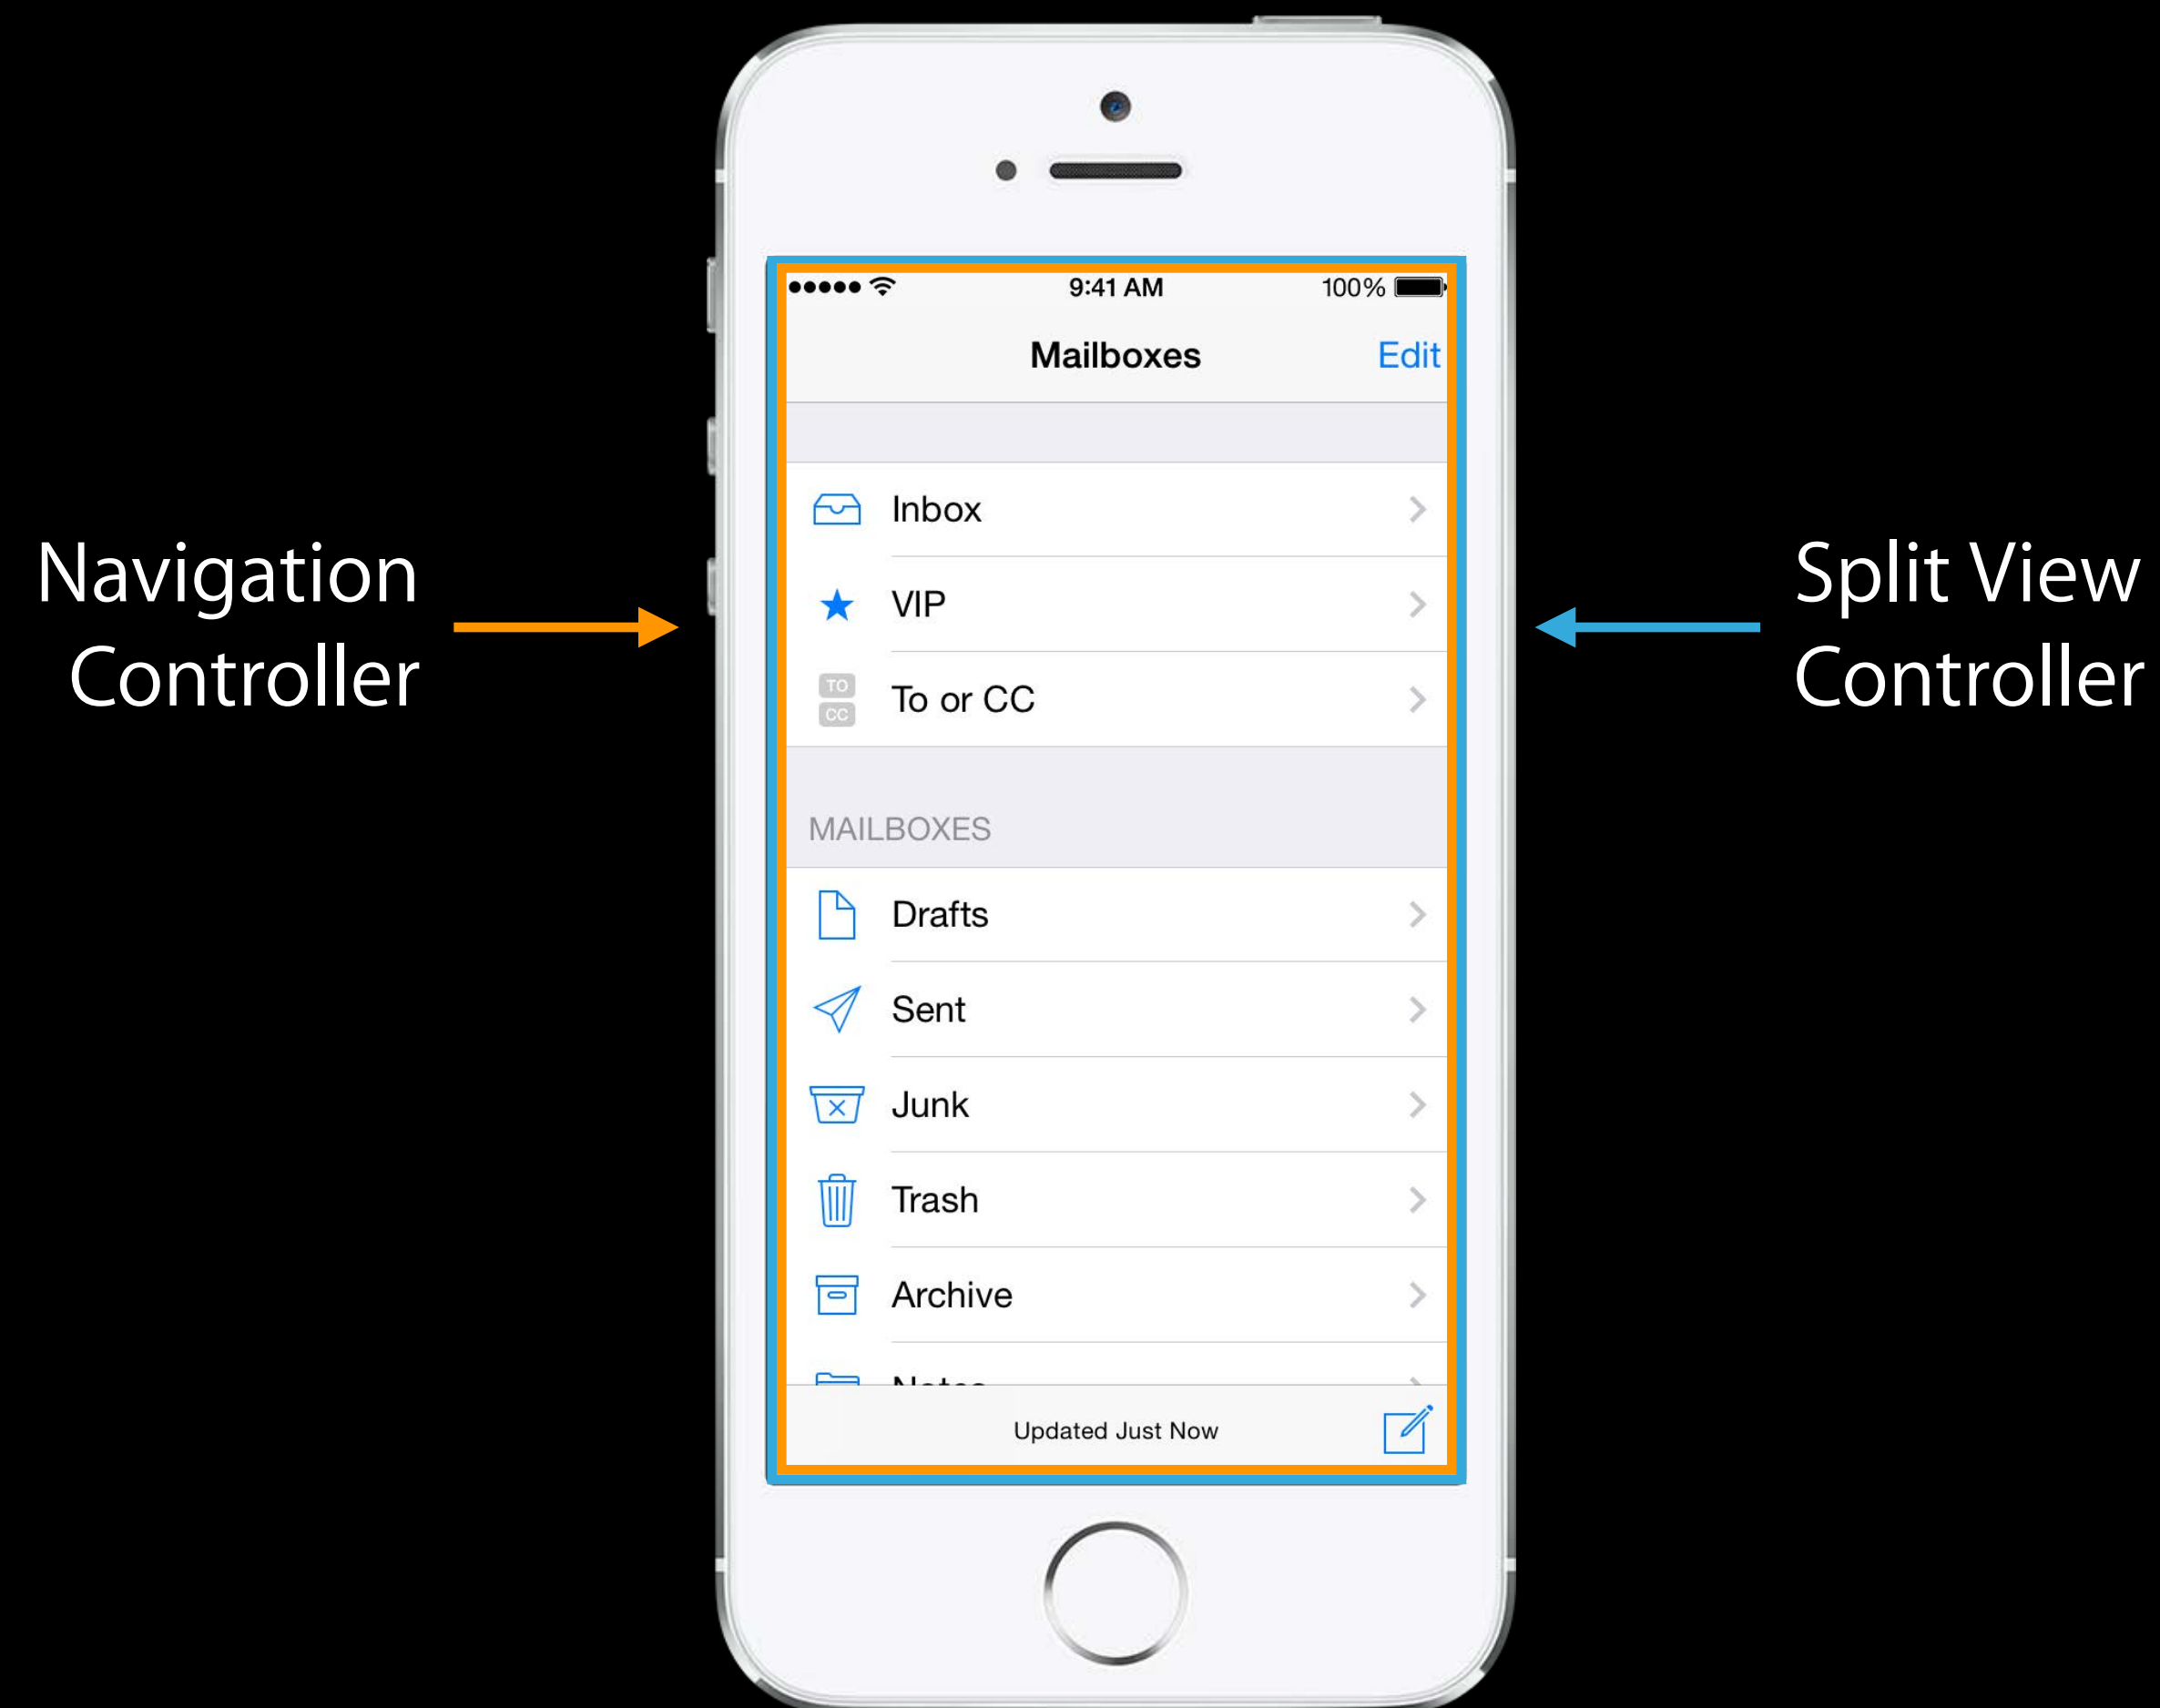 9:41 AM 100%
Mailboxes Edit
Inbox
VIP
TO
CC
To or CC
MAILBOXES
Drafts
Sent
Junk
Trash
Archive
Notes
Updated Just Now
Navigation
Controller
Split View
Controller